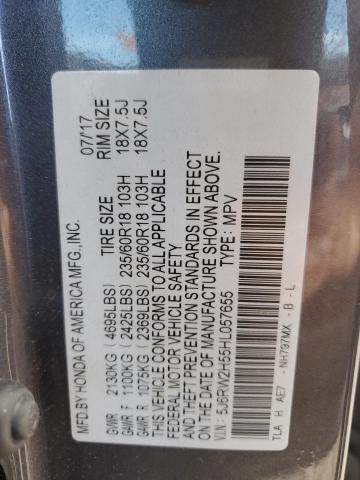 MFD.BY HONDA OF AMERICA MFG.,INC. 07/17
TIRE SIZE RIM SIZE
GVWR 2130KG (4695LBS)
GAWR F 1100KG (2425LBS) 235/60R18 103H 18X7.5J
GAWR R 1075KG (2369LBS) 235/60R18 103H 18X7.5J
THIS VEHICLE CONFORMS TO ALL APPLICABLE
FEDERAL MOTOR VEHICLE SAFETY
AND THEFT PREVENTION STANDARDS IN EFFECT
ON THE DATE OF MANUFACTURE SHOWN ABOVE.
V.I.N.: 5J6RW2H55HL057655 TYPE: MPV
TLA H AE7 - NH797MX - B - L